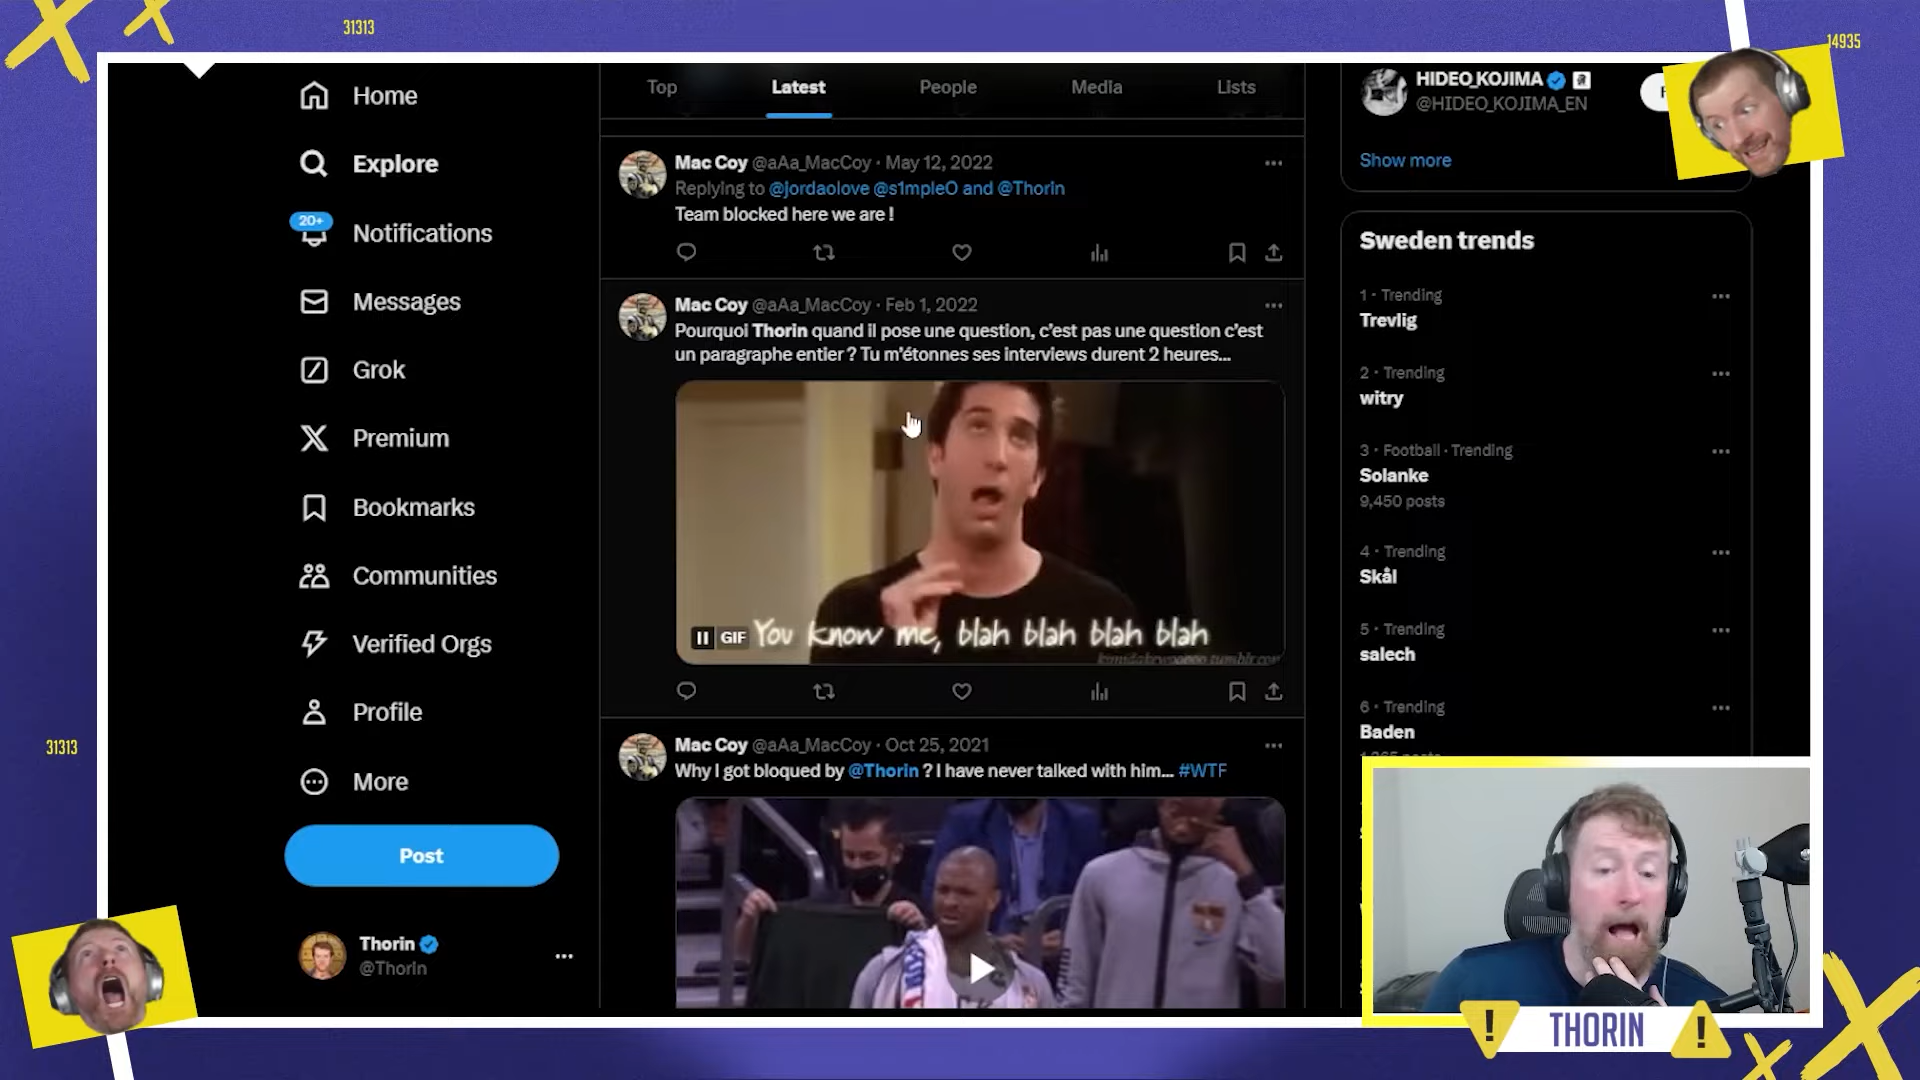 31313
14935
Home
Explore
20+
Notifications
Messages
Grok
Premium
Bookmarks
Communities
Verified Orgs
Profile
More
Post
Thorin
@Thorin
31313
Top Latest People Media Lists
Mac Coy @aAa_MacCoy · May 12, 2022
Replying to @jordaolove @s1mpleO and @Thorin
Team blocked here we are !
Mac Coy @aAa_MacCoy · Feb 1, 2022
Pourquoi Thorin quand il pose une question, c'est pas une question c'est
un paragraphe entier ? Tu m'étonnes ses interviews durent 2 heures...
GIF
You know me, blah blah blah blah
Mac Coy @aAa_MacCoy · Oct 25, 2021
Why I got bloqued by @Thorin ? I have never talked with him... #WTF
HIDEO_KOJIMA
@HIDEO_KOJIMA_EN
Show more
Sweden trends
1 · Trending
Trevlig
2 · Trending
witry
3 · Football · Trending
Solanke
9,450 posts
4 · Trending
Skål
5 · Trending
salech
6 · Trending
Baden
! THORIN !